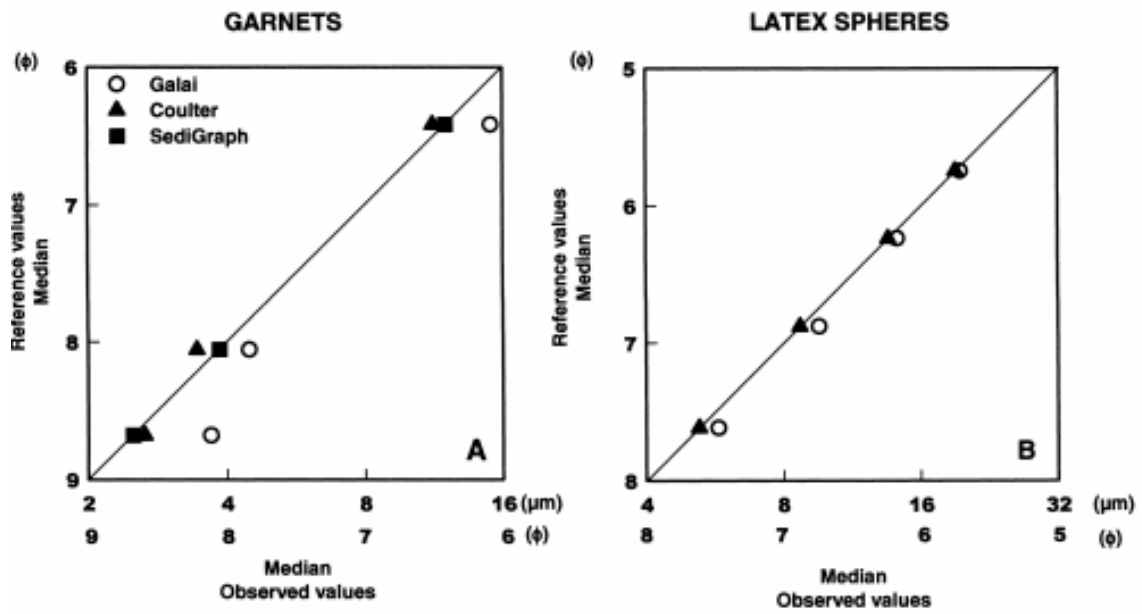 GARNETS
(ϕ)
6
Galai
Coulter
SediGraph
7
8
9
Reference values
Median
A
2 4 8 16 (μm)
9 8 7 6 (ϕ)
Median
Observed values
LATEX SPHERES
(ϕ)
5
6
7
8
Reference values
Median
B
4 8 16 32 (μm)
8 7 6 5 (ϕ)
Median
Observed values